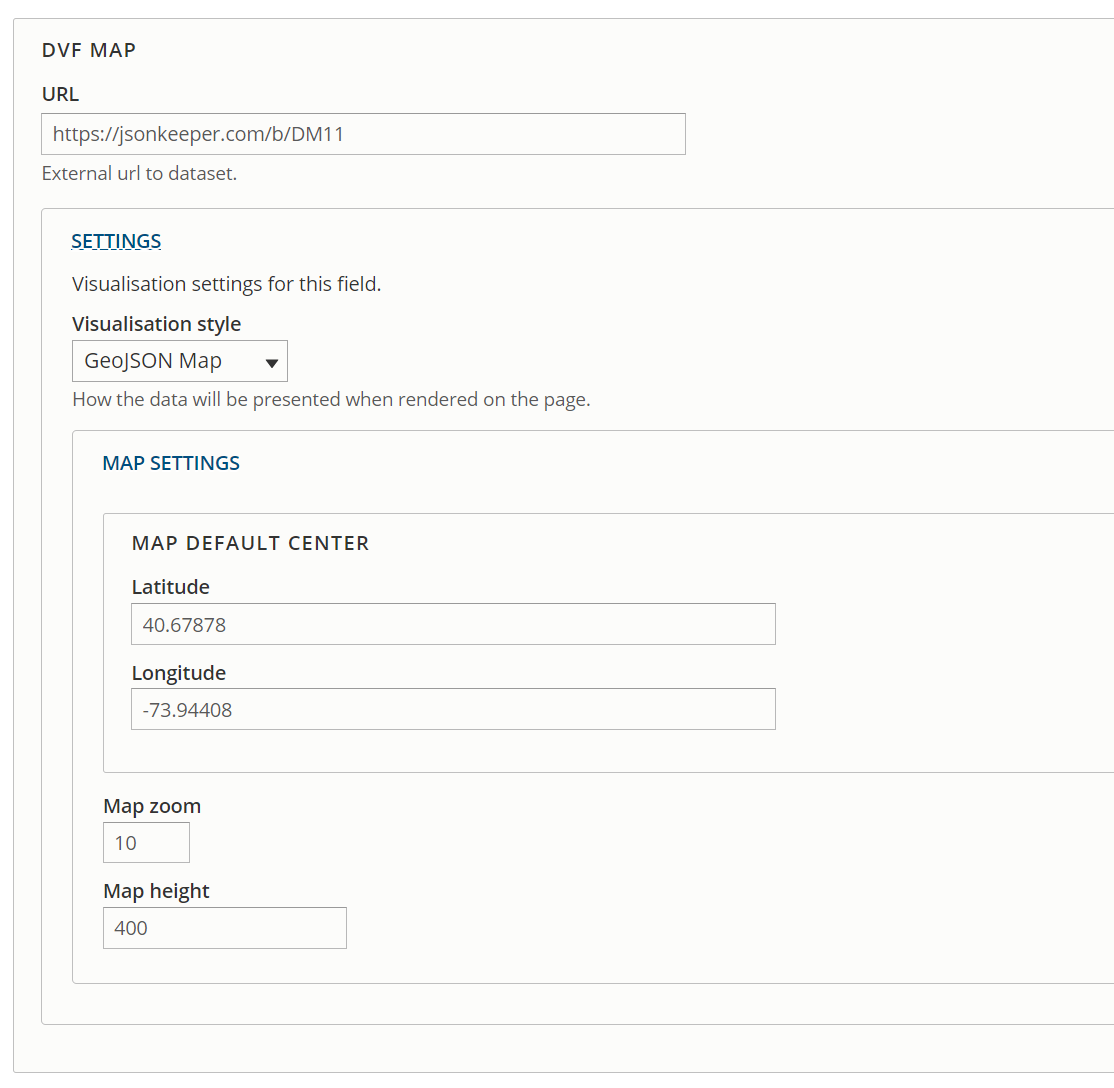 DVF MAP
URL
https://jsonkeeper.com/b/DM11
External url to dataset.
SETTINGS
Visualisation settings for this field.
Visualisation style
GeoJSON Map
How the data will be presented when rendered on the page.
MAP SETTINGS
MAP DEFAULT CENTER
Latitude
40.67878
Longitude
-73.94408
Map zoom
10
Map height
400